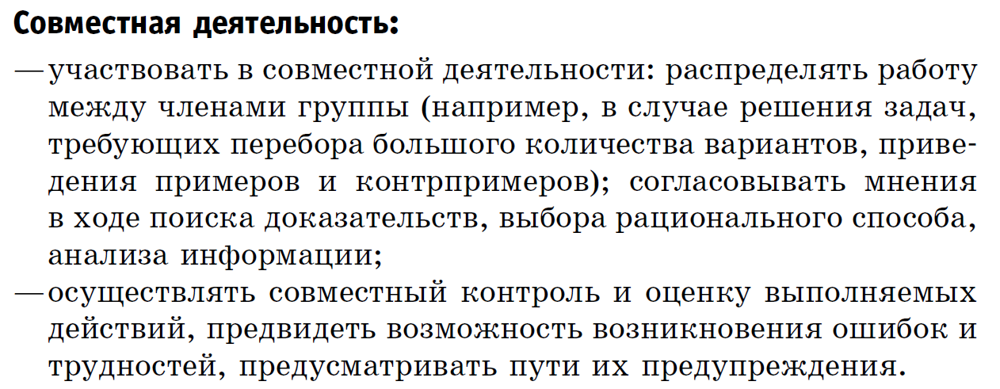 Совместная деятельность:
—участвовать в совместной деятельности: распределять работу
между членами группы (например, в случае решения задач,
требующих перебора большого количества вариантов, приве-
дения примеров и контрпримеров); согласовывать мнения
в ходе поиска доказательств, выбора рационального способа,
анализа информации;
—осуществлять совместный контроль и оценку выполняемых
действий, предвидеть возможность возникновения ошибок и
трудностей, предусматривать пути их предупреждения.